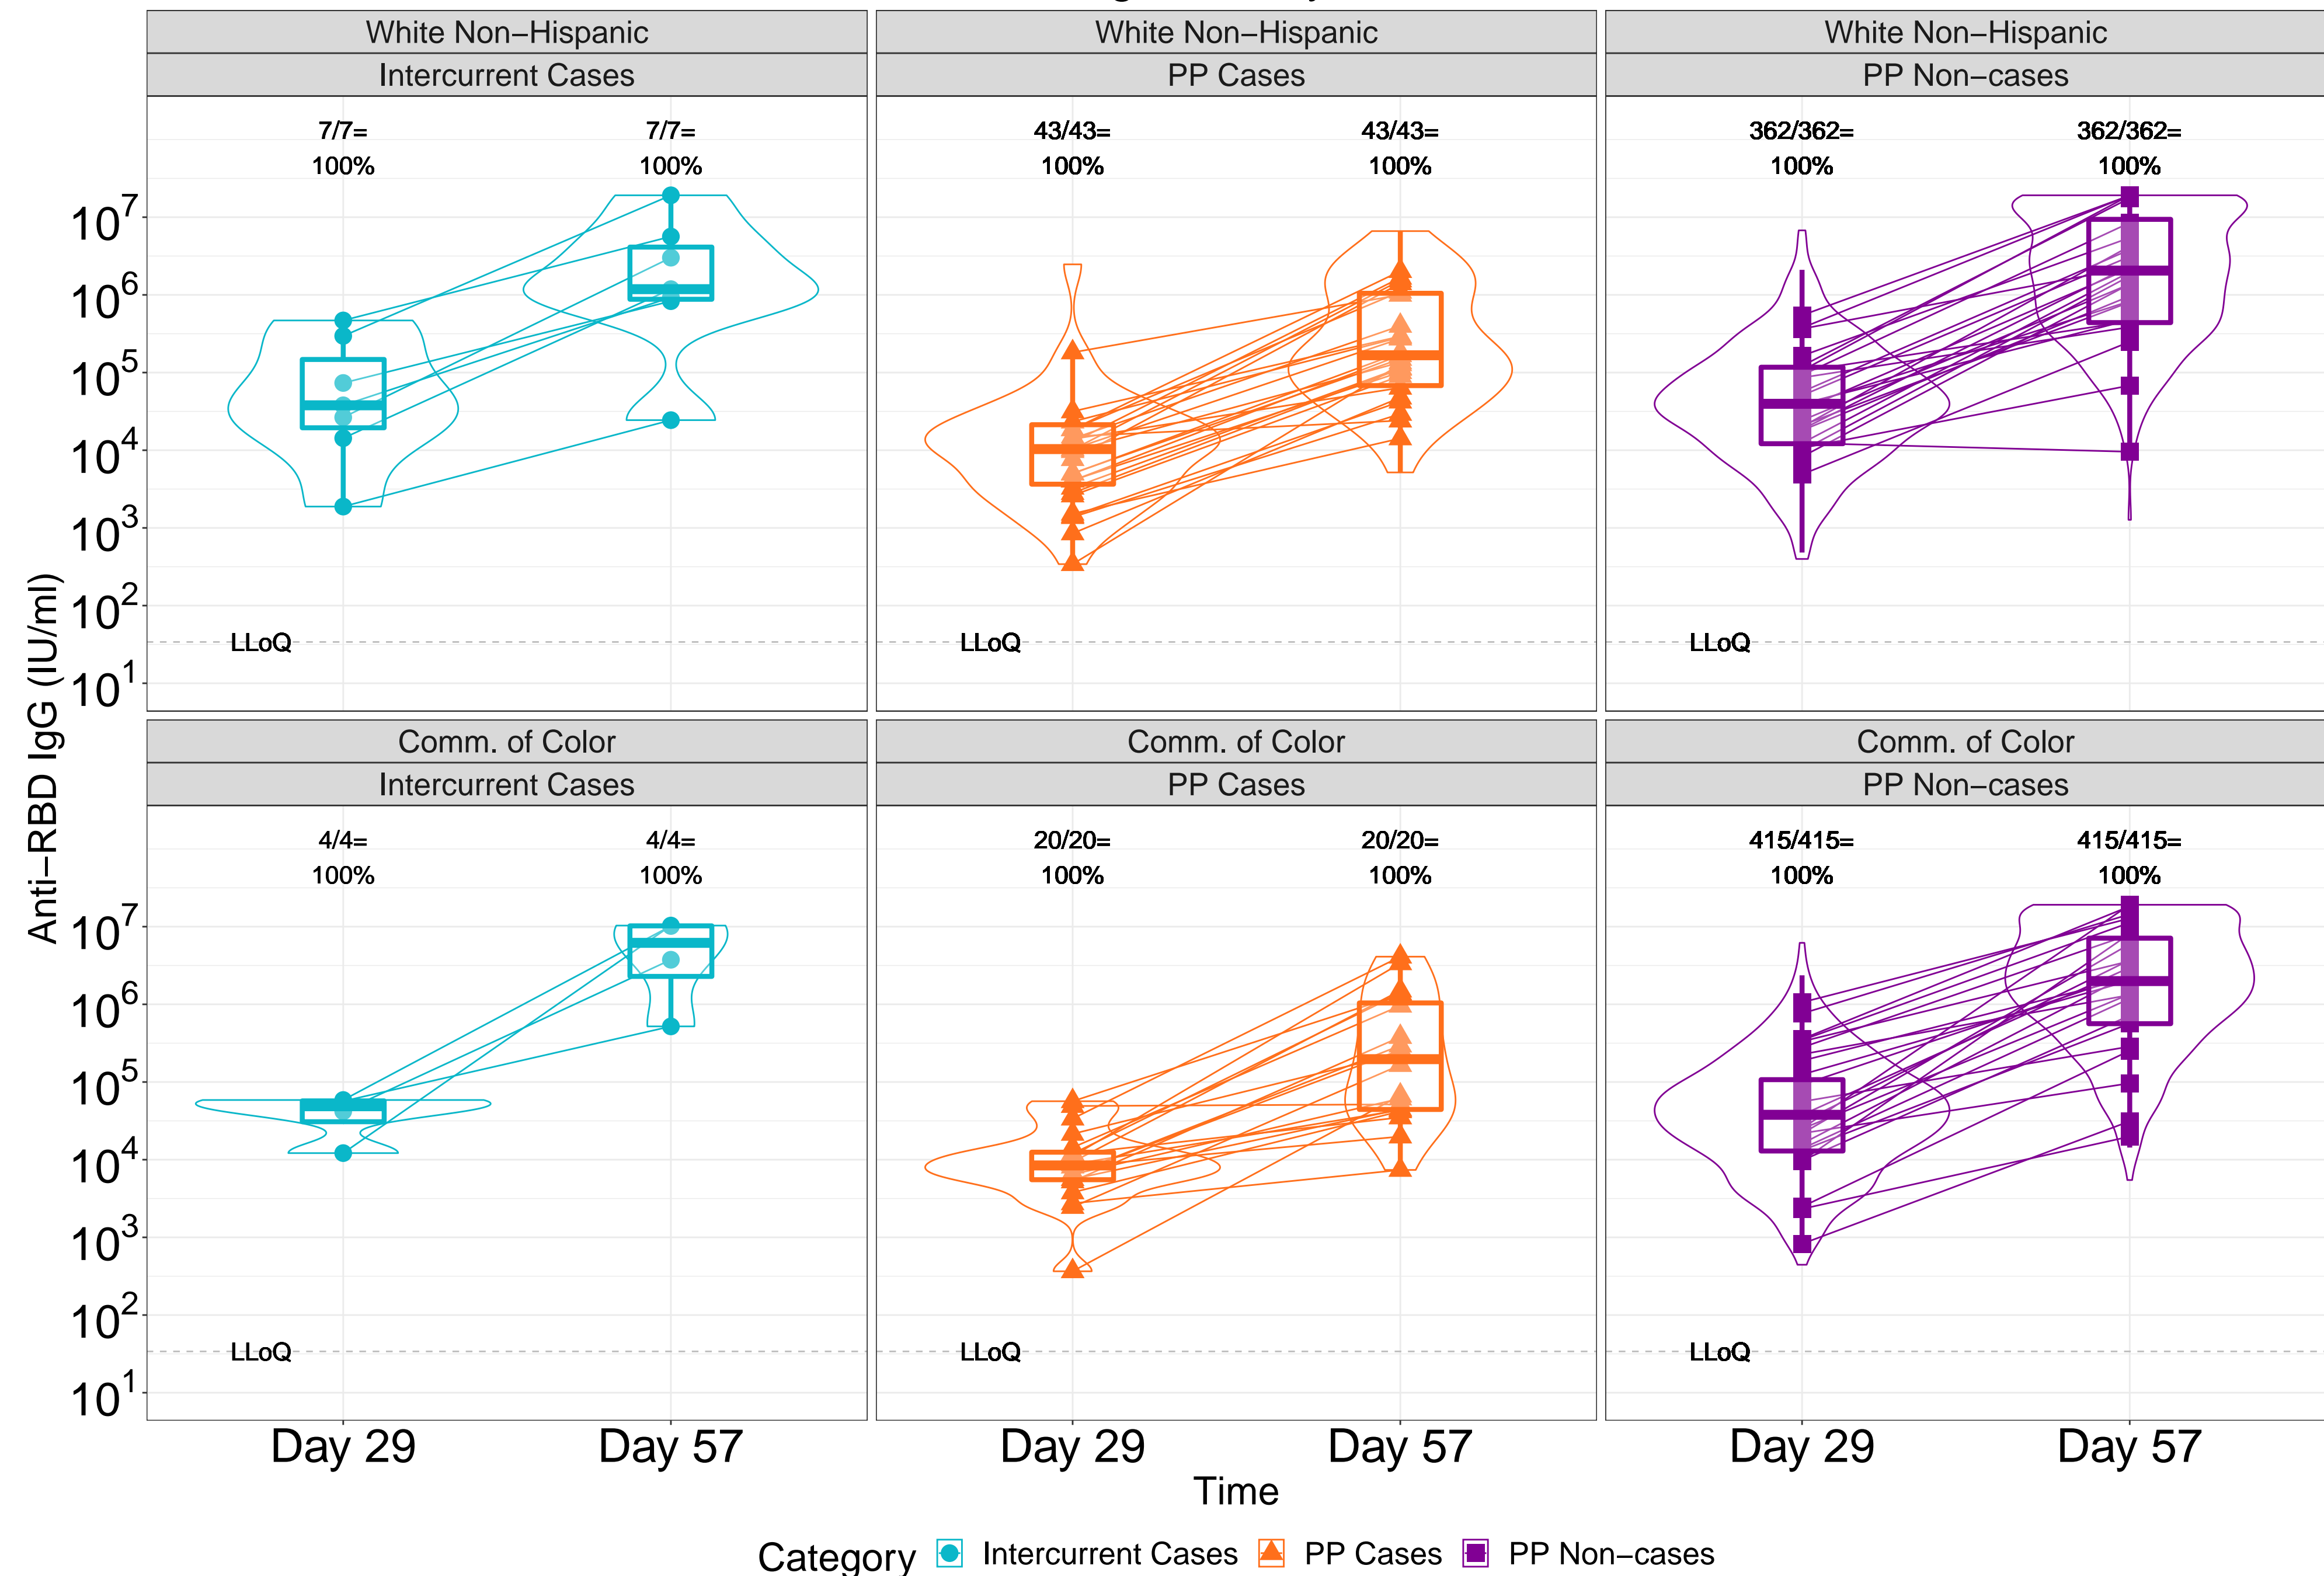 White Non−Hispanic White Non−Hispanic White Non−Hispanic
Intercurrent Cases PP Cases PP Non−cases
7/7= 7/7= 43/43= 43/43= 362/362= 362/362=
100% 100% 100% 100% 100% 100%
10^7
10^6
10^5
10^4
10^3
10^2
LLoQ LLoQ LLoQ
10^1
Anti−RBD IgG (IU/ml)
Comm. of Color Comm. of Color Comm. of Color
Intercurrent Cases PP Cases PP Non−cases
4/4= 4/4= 20/20= 20/20= 415/415= 415/415=
100% 100% 100% 100% 100% 100%
10^7
10^6
10^5
10^4
10^3
10^2
LLoQ LLoQ LLoQ
10^1
Day 29 Day 57 Day 29 Day 57 Day 29 Day 57
Time
Category Intercurrent Cases PP Cases PP Non−cases